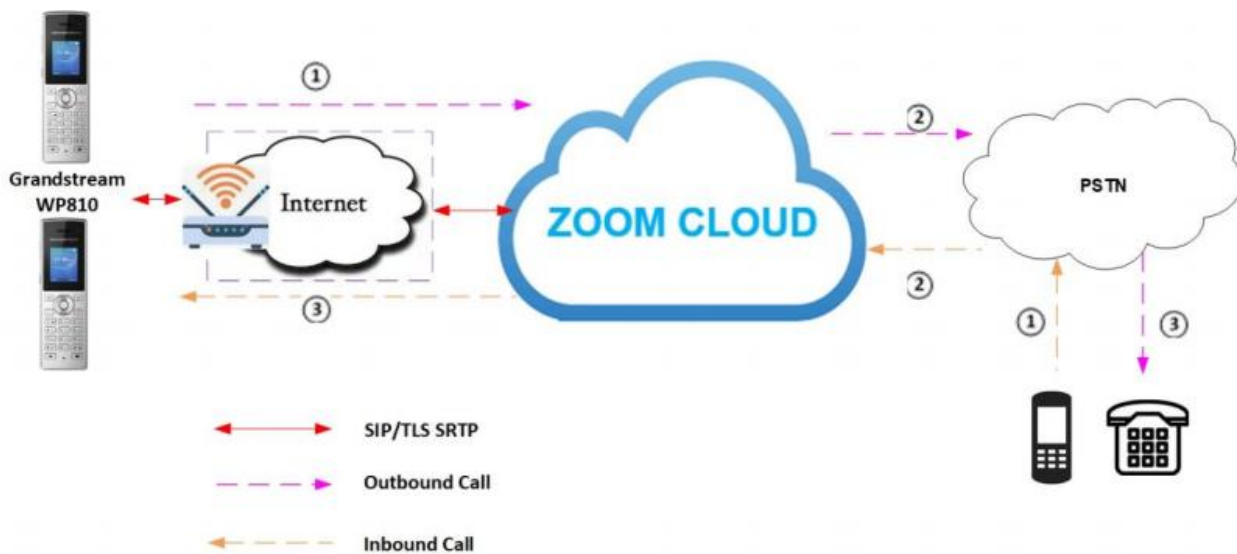 ①
②
Grandstream
WP810
Internet
ZOOM CLOUD
PSTN
③
②
①
③
SIP/TLS SRTP
Outbound Call
Inbound Call